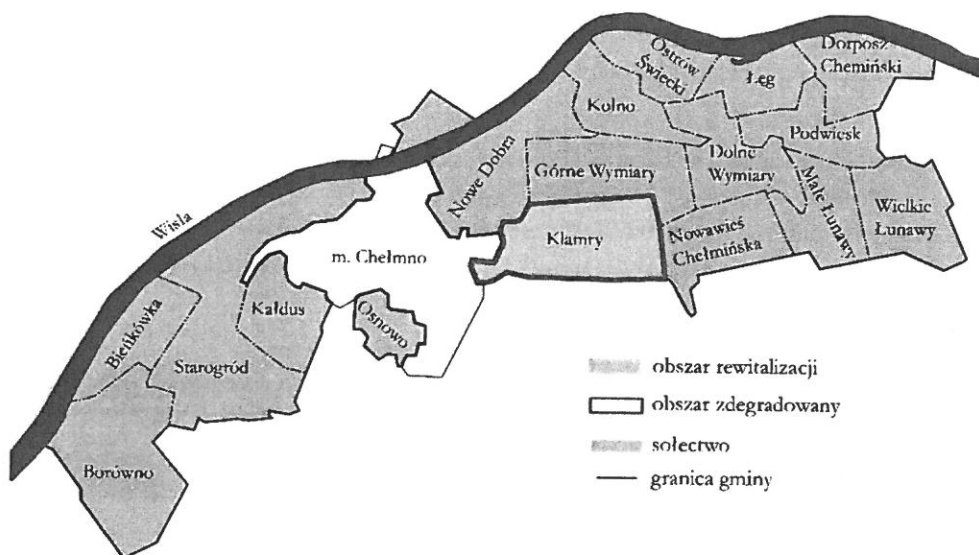 Ostrów
Świecki
Łęg
Dorposz
Chemiński
Kolno
Podwiesk
Nowe Dobra
Górne Wymiary
Dolne
Wymiary
Małe Łunawy
Wielkie
Łunawy
Wisła
Klamry
Nowawieś
Chełmińska
m. Chełmno
Kałdus
Osnowo
Bieńkówka
Starogród
Borówno
obszar rewitalizacji
obszar zdegradowany
sołectwo
granica gminy